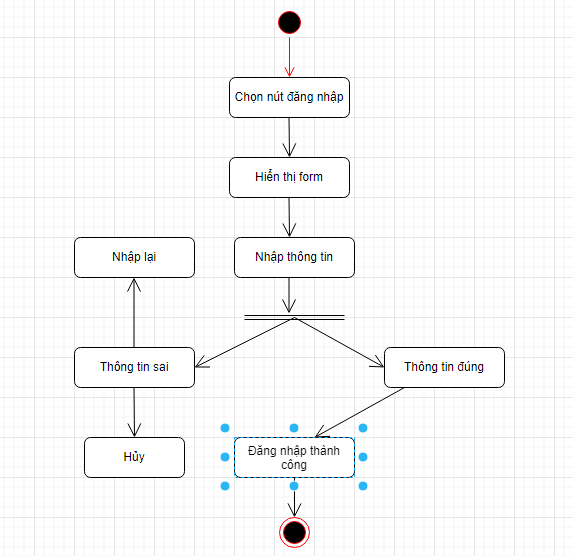 Chọn nút đăng nhập
Hiển thị form
Nhập lại
Nhập thông tin
Thông tin sai
Thông tin đúng
Hủy
Đăng nhập thành
công